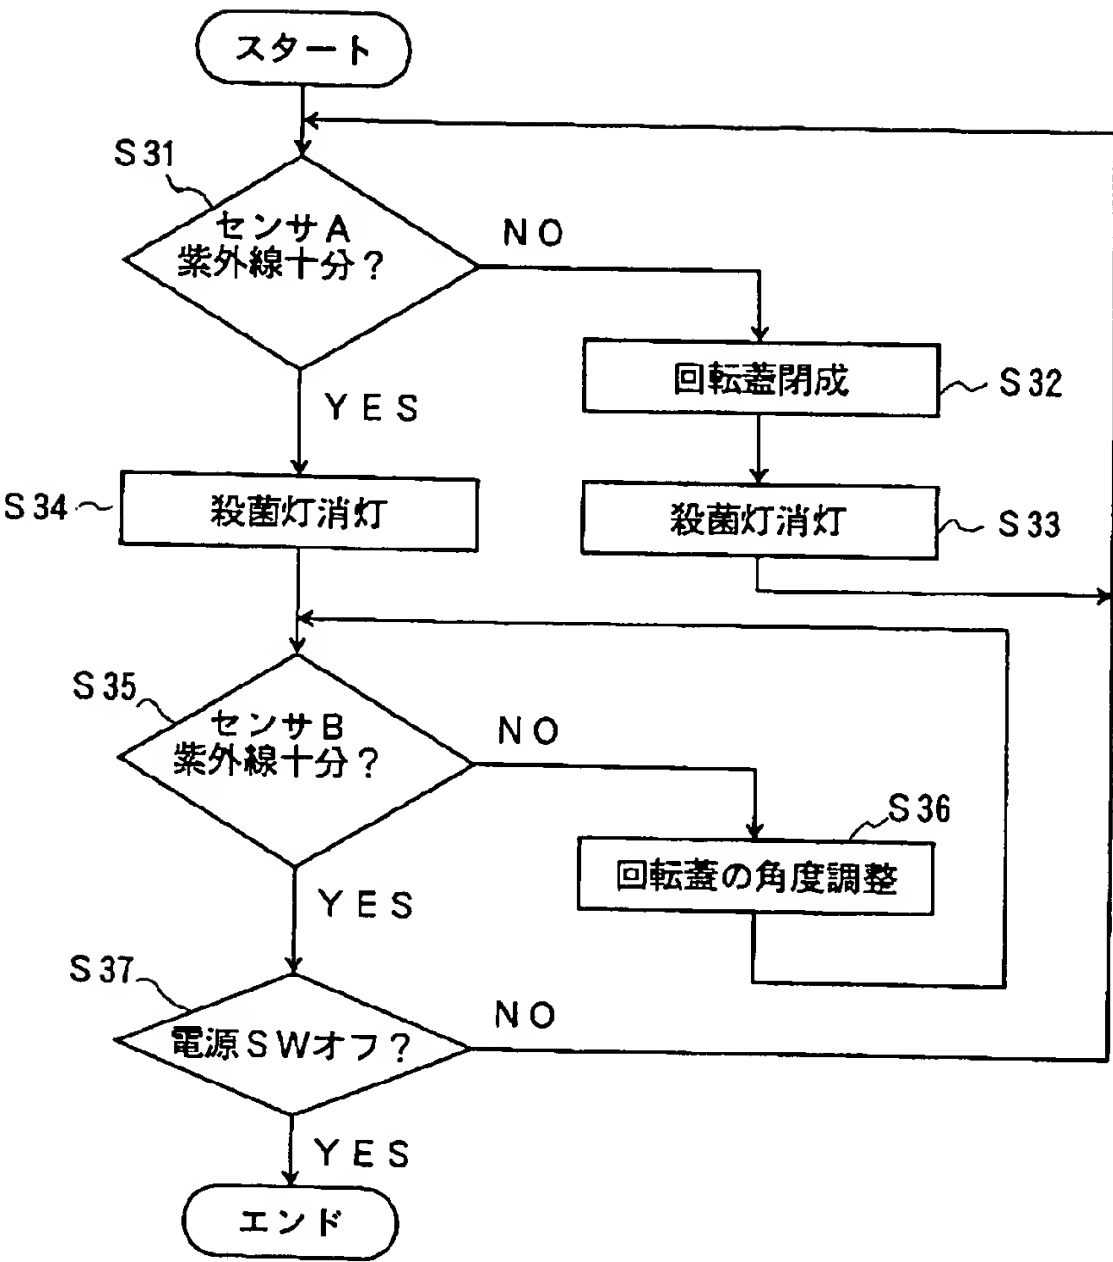 スタート
S31
センサA
紫外線十分?
NO
YES
回転蓋閉成
S32
S34
殺菌灯消灯
殺菌灯消灯
S33
S35
センサB
紫外線十分?
NO
YES
S36
回転蓋の角度調整
S37
電源SWオフ?
NO
YES
エンド